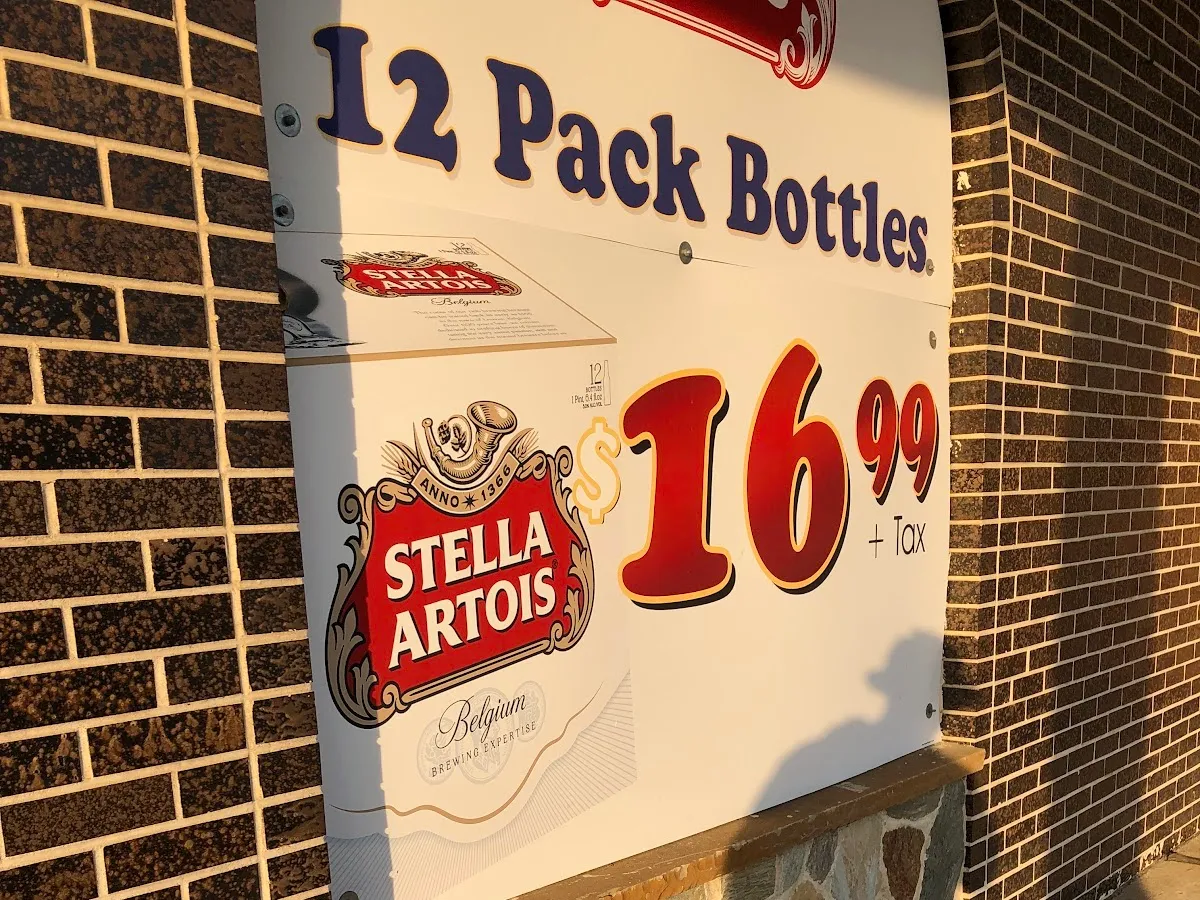 12 Pack Bottles
STELLA
ARTOIS
Belgium
12
BOTTLES
ANNO 1366
STELLA
ARTOIS
Belgium
BREWING EXPERTISE
$16 99
+ Tax